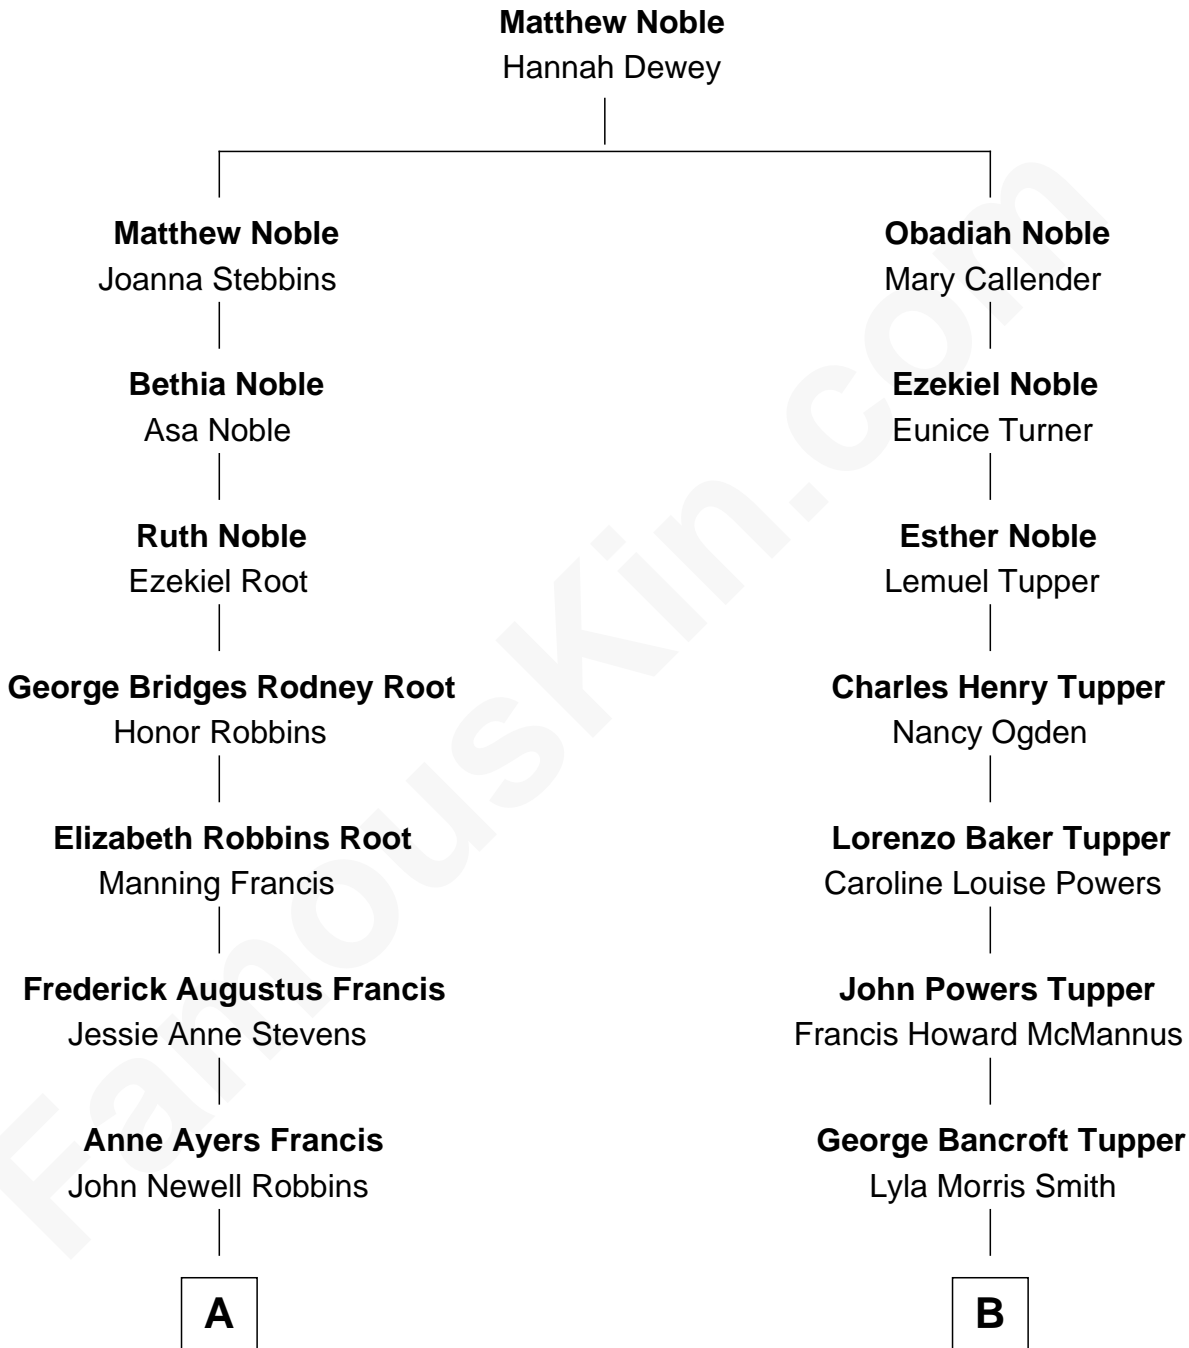 Matthew Noble
Hannah Dewey
Matthew Noble
Joanna Stebbins
Bethia Noble
Asa Noble
Ruth Noble
Ezekiel Root
George Bridges Rodney Root
Honor Robbins
Elizabeth Robbins Root
Manning Francis
Frederick Augustus Francis
Jessie Anne Stevens
Anne Ayers Francis
John Newell Robbins
A
Obadiah Noble
Mary Callender
Ezekiel Noble
Eunice Turner
Esther Noble
Lemuel Tupper
Charles Henry Tupper
Nancy Ogden
Lorenzo Baker Tupper
Caroline Louise Powers
John Powers Tupper
Francis Howard McMannus
George Bancroft Tupper
Lyla Morris Smith
B
FamousKin.com